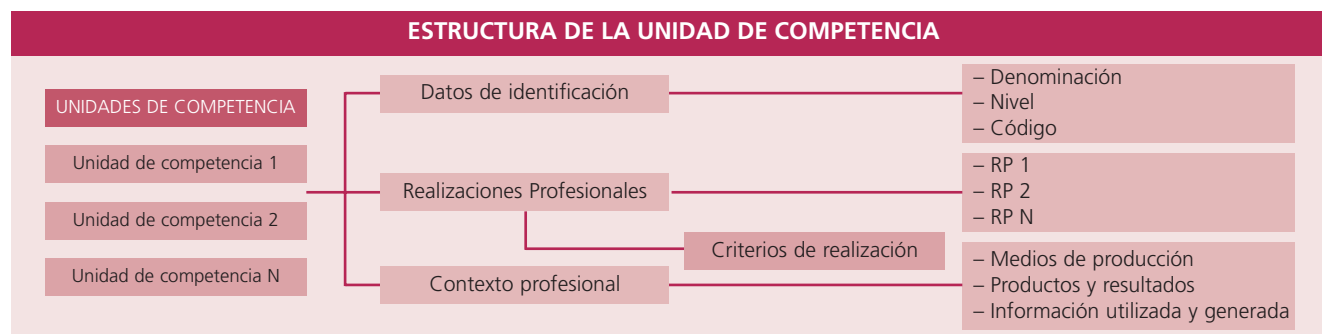 ESTRUCTURA DE LA UNIDAD DE COMPETENCIA
UNIDADES DE COMPETENCIA
Unidad de competencia 1
Unidad de competencia 2
Unidad de competencia N
Datos de identificación
– Denominación
– Nivel
– Código
Realizaciones Profesionales
– RP 1
– RP 2
– RP N
Criterios de realización
Contexto profesional
– Medios de producción
– Productos y resultados
– Información utilizada y generada